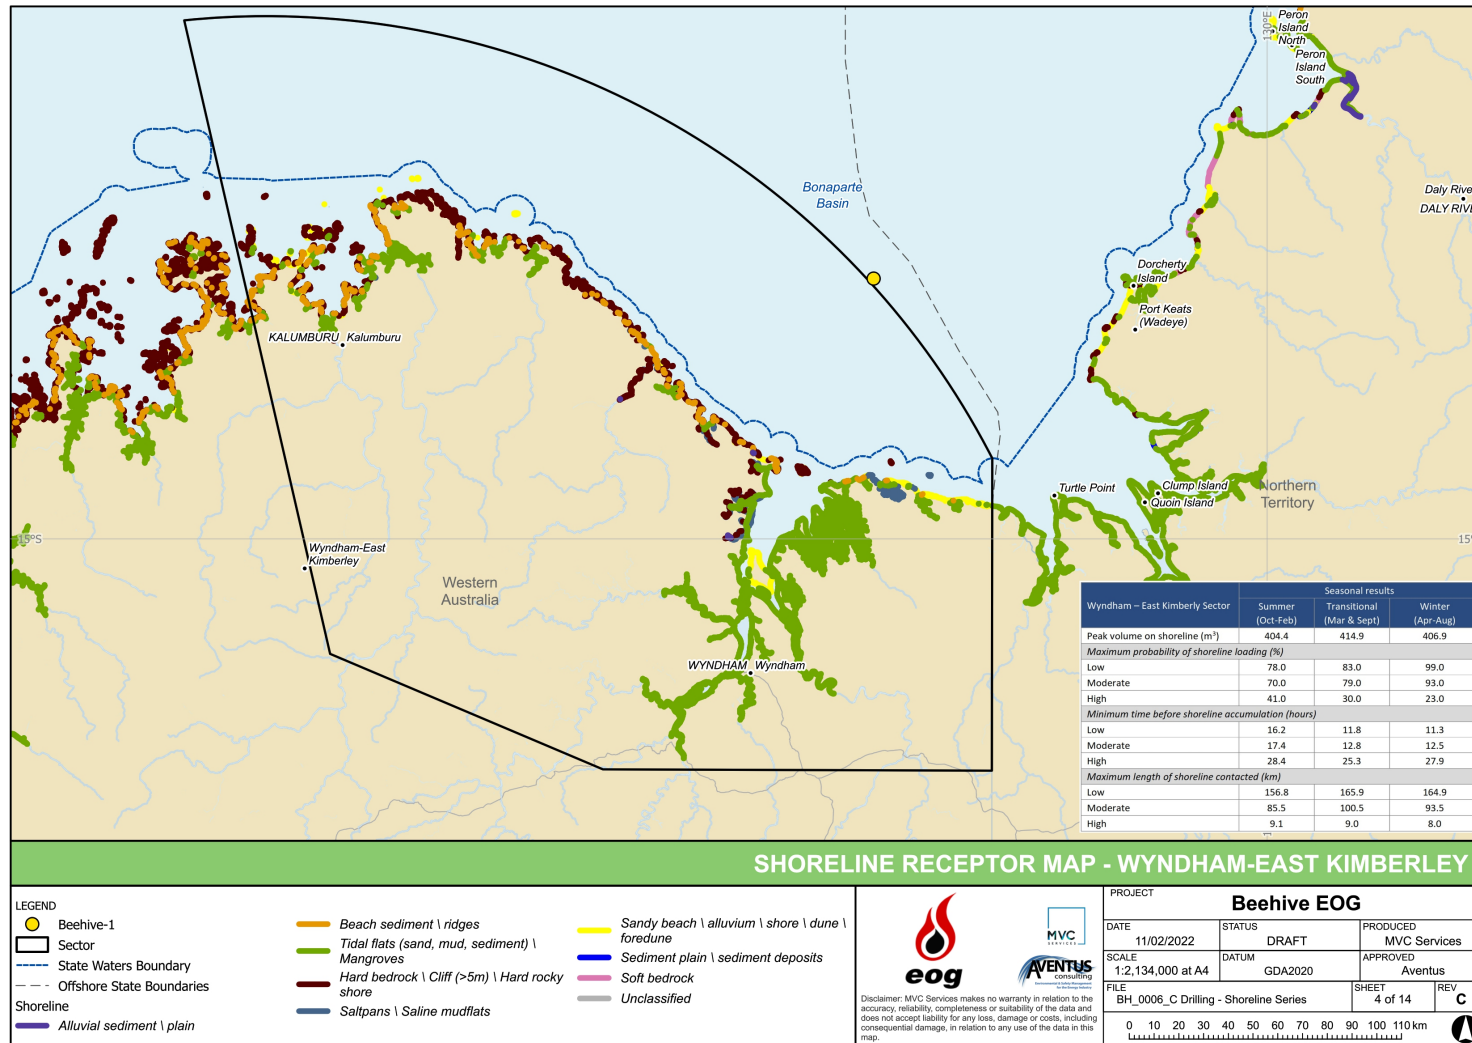 130°E
Peron
Island
North
Peron
Island
South
Bonaparte
Basin
Daly Rive
DALY RIVE
Dorcherty
Island
Port Keats
(Wadeye)
KALUMBURU Kalumburu
Turtle Point
Clump Island
Quoin Island
Northern
Territory
15°S
15°
Wyndham-East
Kimberley
Western
Australia
WYNDHAM Wyndham
Wyndham – East Kimberly Sector
Seasonal results
Summer (Oct-Feb) Transitional (Mar & Sept) Winter (Apr-Aug)
Peak volume on shoreline (m³) 404.4 414.9 406.9
Maximum probability of shoreline loading (%)
Low 78.0 83.0 99.0
Moderate 70.0 79.0 93.0
High 41.0 30.0 23.0
Minimum time before shoreline accumulation (hours)
Low 16.2 11.8 11.3
Moderate 17.4 12.8 12.5
High 28.4 25.3 27.9
Maximum length of shoreline contacted (km)
Low 156.8 165.9 164.9
Moderate 85.5 100.5 93.5
High 9.1 9.0 8.0
SHORELINE RECEPTOR MAP - WYNDHAM-EAST KIMBERLEY
LEGEND
Beehive-1
Sector
State Waters Boundary
Offshore State Boundaries
Shoreline
Alluvial sediment \ plain
Beach sediment \ ridges
Tidal flats (sand, mud, sediment) \
Mangroves
Hard bedrock \ Cliff (>5m) \ Hard rocky
shore
Saltpans \ Saline mudflats
Sandy beach \ alluvium \ shore \ dune \
foredune
Sediment plain \ sediment deposits
Soft bedrock
Unclassified
eog
MVC
SERVICES
AVENTUS
consulting
Environmental & Safety Management
for the Energy Industry
Disclaimer: MVC Services makes no warranty in relation to the
accuracy, reliability, completeness or suitability of the data and
does not accept liability for any loss, damage or costs, including
consequential damage, in relation to any use of the data in this
map.
PROJECT
Beehive EOG
DATE
11/02/2022
STATUS
DRAFT
PRODUCED
MVC Services
SCALE
1:2,134,000 at A4
DATUM
GDA2020
APPROVED
Aventus
FILE
BH_0006_C Drilling - Shoreline Series
SHEET
4 of 14
REV
C
0 10 20 30 40 50 60 70 80 90 100 110 km